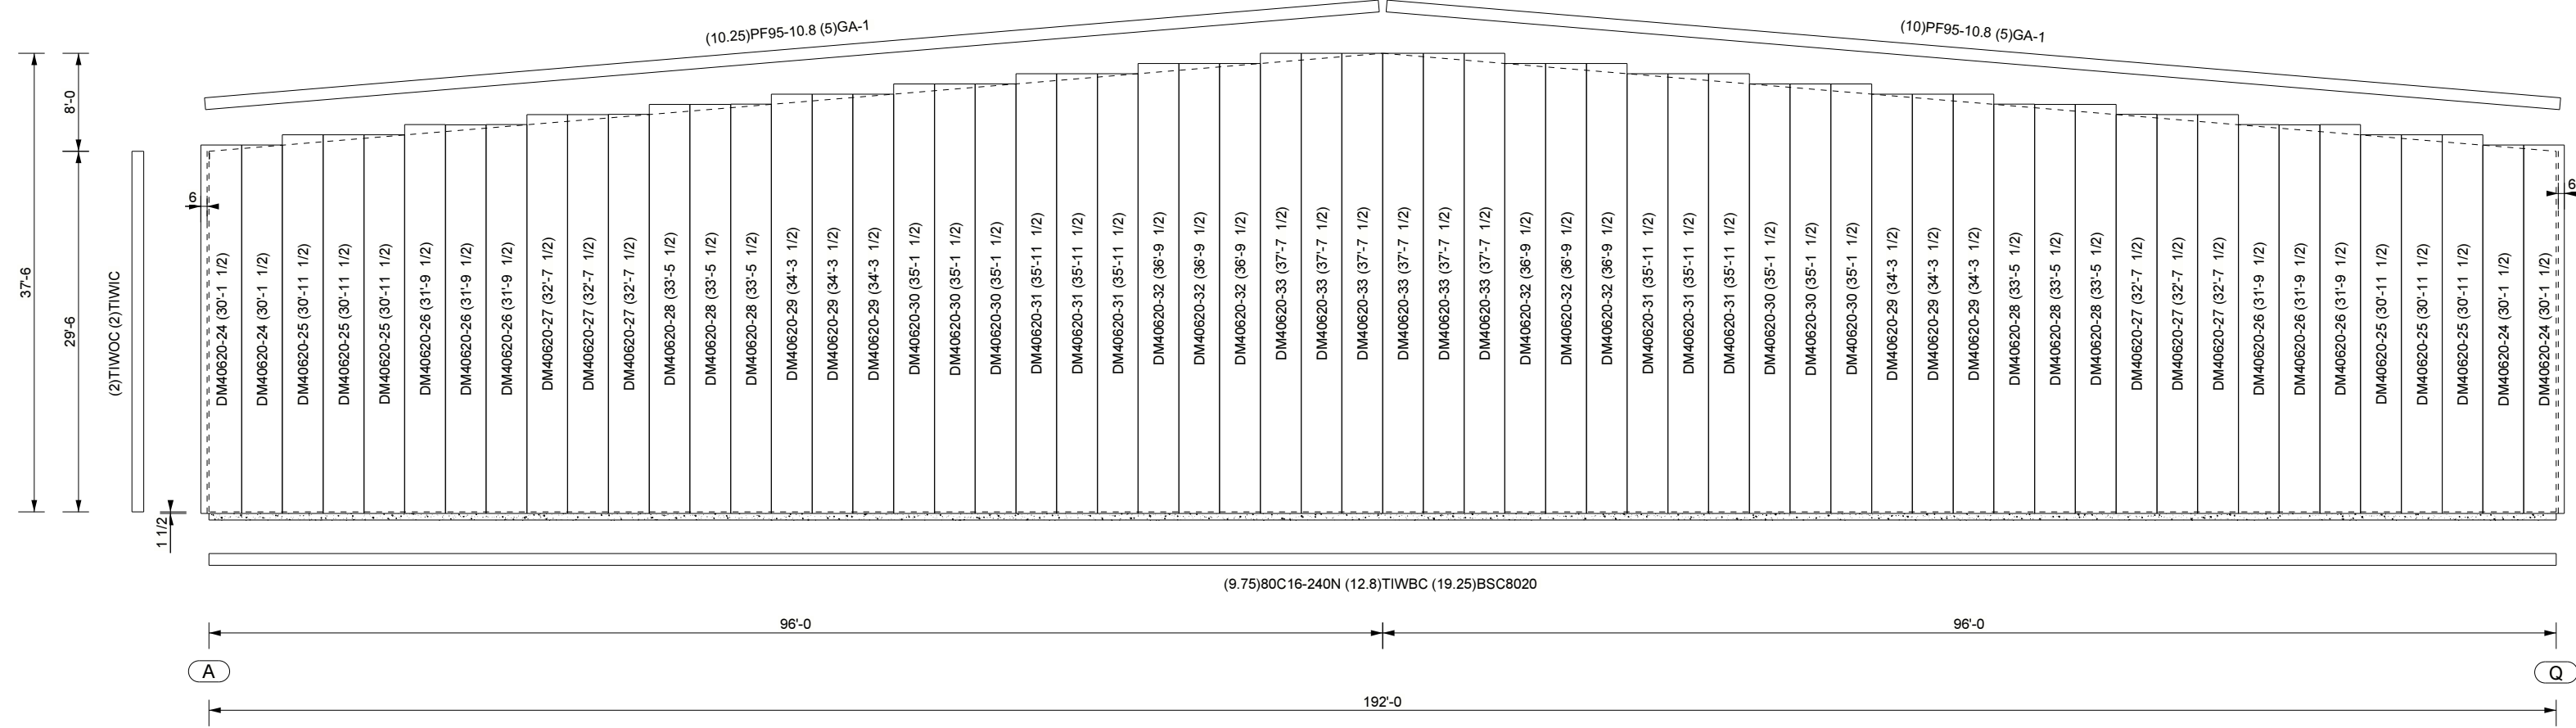 (10.25)PF95-10.8 (5)GA-1
(10)PF95-10.8 (5)GA-1
37'-6
8'-0
29'-6
(2)TIWOC (2)TIWIC
1 1/2
6
6
DM40620-24 (30'-1 1/2)
DM40620-24 (30'-1 1/2)
DM40620-25 (30'-11 1/2)
DM40620-25 (30'-11 1/2)
DM40620-25 (30'-11 1/2)
DM40620-26 (31'-9 1/2)
DM40620-26 (31'-9 1/2)
DM40620-26 (31'-9 1/2)
DM40620-27 (32'-7 1/2)
DM40620-27 (32'-7 1/2)
DM40620-27 (32'-7 1/2)
DM40620-28 (33'-5 1/2)
DM40620-28 (33'-5 1/2)
DM40620-28 (33'-5 1/2)
DM40620-29 (34'-3 1/2)
DM40620-29 (34'-3 1/2)
DM40620-29 (34'-3 1/2)
DM40620-30 (35'-1 1/2)
DM40620-30 (35'-1 1/2)
DM40620-30 (35'-1 1/2)
DM40620-31 (35'-11 1/2)
DM40620-31 (35'-11 1/2)
DM40620-31 (35'-11 1/2)
DM40620-32 (36'-9 1/2)
DM40620-32 (36'-9 1/2)
DM40620-32 (36'-9 1/2)
DM40620-33 (37'-7 1/2)
DM40620-33 (37'-7 1/2)
DM40620-33 (37'-7 1/2)
DM40620-33 (37'-7 1/2)
DM40620-33 (37'-7 1/2)
DM40620-33 (37'-7 1/2)
DM40620-32 (36'-9 1/2)
DM40620-32 (36'-9 1/2)
DM40620-32 (36'-9 1/2)
DM40620-31 (35'-11 1/2)
DM40620-31 (35'-11 1/2)
DM40620-31 (35'-11 1/2)
DM40620-30 (35'-1 1/2)
DM40620-30 (35'-1 1/2)
DM40620-30 (35'-1 1/2)
DM40620-29 (34'-3 1/2)
DM40620-29 (34'-3 1/2)
DM40620-29 (34'-3 1/2)
DM40620-28 (33'-5 1/2)
DM40620-28 (33'-5 1/2)
DM40620-28 (33'-5 1/2)
DM40620-27 (32'-7 1/2)
DM40620-27 (32'-7 1/2)
DM40620-27 (32'-7 1/2)
DM40620-26 (31'-9 1/2)
DM40620-26 (31'-9 1/2)
DM40620-26 (31'-9 1/2)
DM40620-25 (30'-11 1/2)
DM40620-25 (30'-11 1/2)
DM40620-25 (30'-11 1/2)
DM40620-24 (30'-1 1/2)
DM40620-24 (30'-1 1/2)
(9.75)80C16-240N (12.8)TIWBC (19.25)BSC8020
96'-0
96'-0
A
Q
192'-0